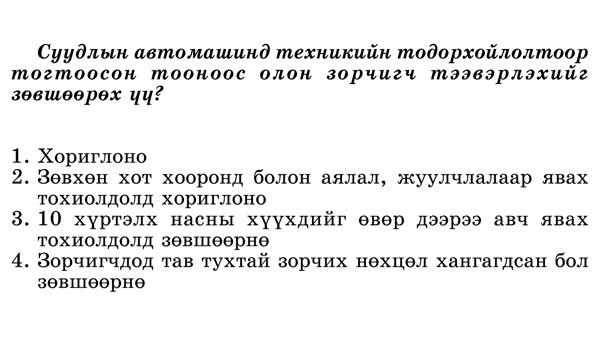 Суудлын автомашинд техникийн тодорхойлолтоор
тогтоосон тооноос олон зорчигч тээвэрлэхийг
зөвшөөрөх үү?
1. Хориглоно
2. Зөвхөн хот хооронд болон аялал, жуулчлалаар явах
тохиолдолд хориглоно
3. 10 хүртэлх насны хүүхдийг өвөр дээрээ авч явах
тохиолдолд зөвшөөрнө
4. Зорчигчдод тав тухтай зорчих нөхцөл хангагдсан бол
зөвшөөрнө